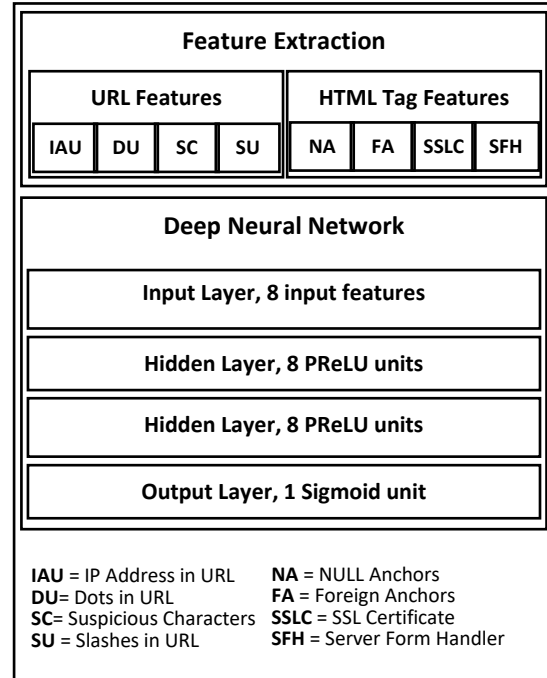 Feature Extraction
URL Features
HTML Tag Features
IAU DU SC SU NA FA SSLC SFH
Deep Neural Network
Input Layer, 8 input features
Hidden Layer, 8 PReLU units
Hidden Layer, 8 PReLU units
Output Layer, 1 Sigmoid unit
IAU = IP Address in URL
DU= Dots in URL
SC= Suspicious Characters
SU = Slashes in URL
NA = NULL Anchors
FA = Foreign Anchors
SSLC = SSL Certificate
SFH = Server Form Handler